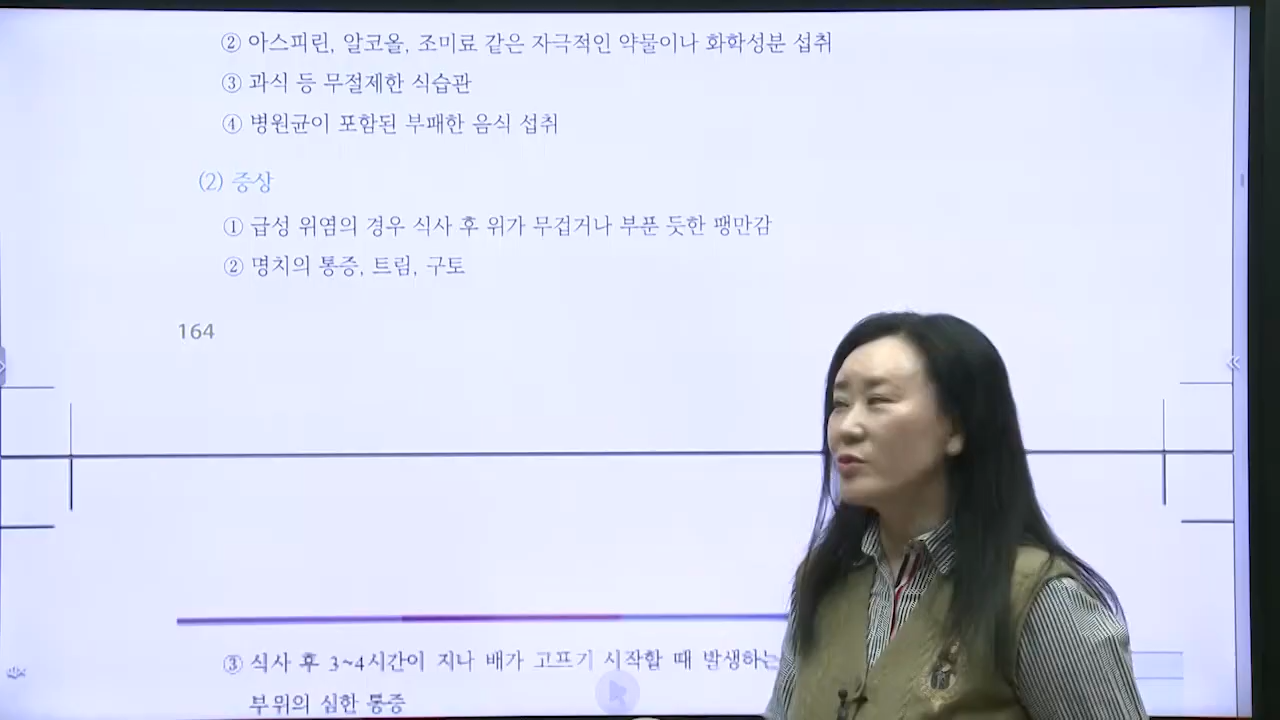 ② 아스피린, 알코올, 조미료 같은 자극적인 약물이나 화학성분 섭취
③ 과식 등 무절제한 식습관
④ 병원균이 포함된 부패한 음식 섭취
(2) 증상
① 급성 위염의 경우 식사 후 위가 무겁거나 부푼 듯한 팽만감
② 명치의 통증, 트림, 구토
164
③ 식사 후 3~4시간이 지나 배가 고프기 시작할 때 발생하는
부위의 심한 통증